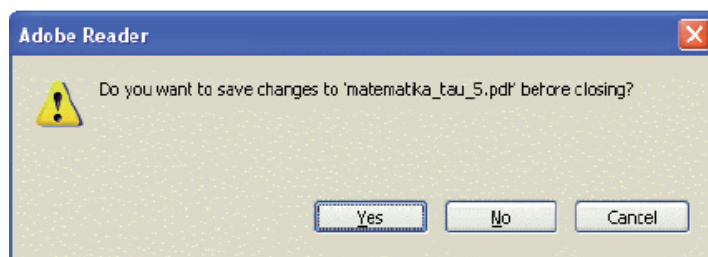 Adobe Reader
Do you want to save changes to 'matematika_tau_5.pdf' before closing?
Yes No Cancel